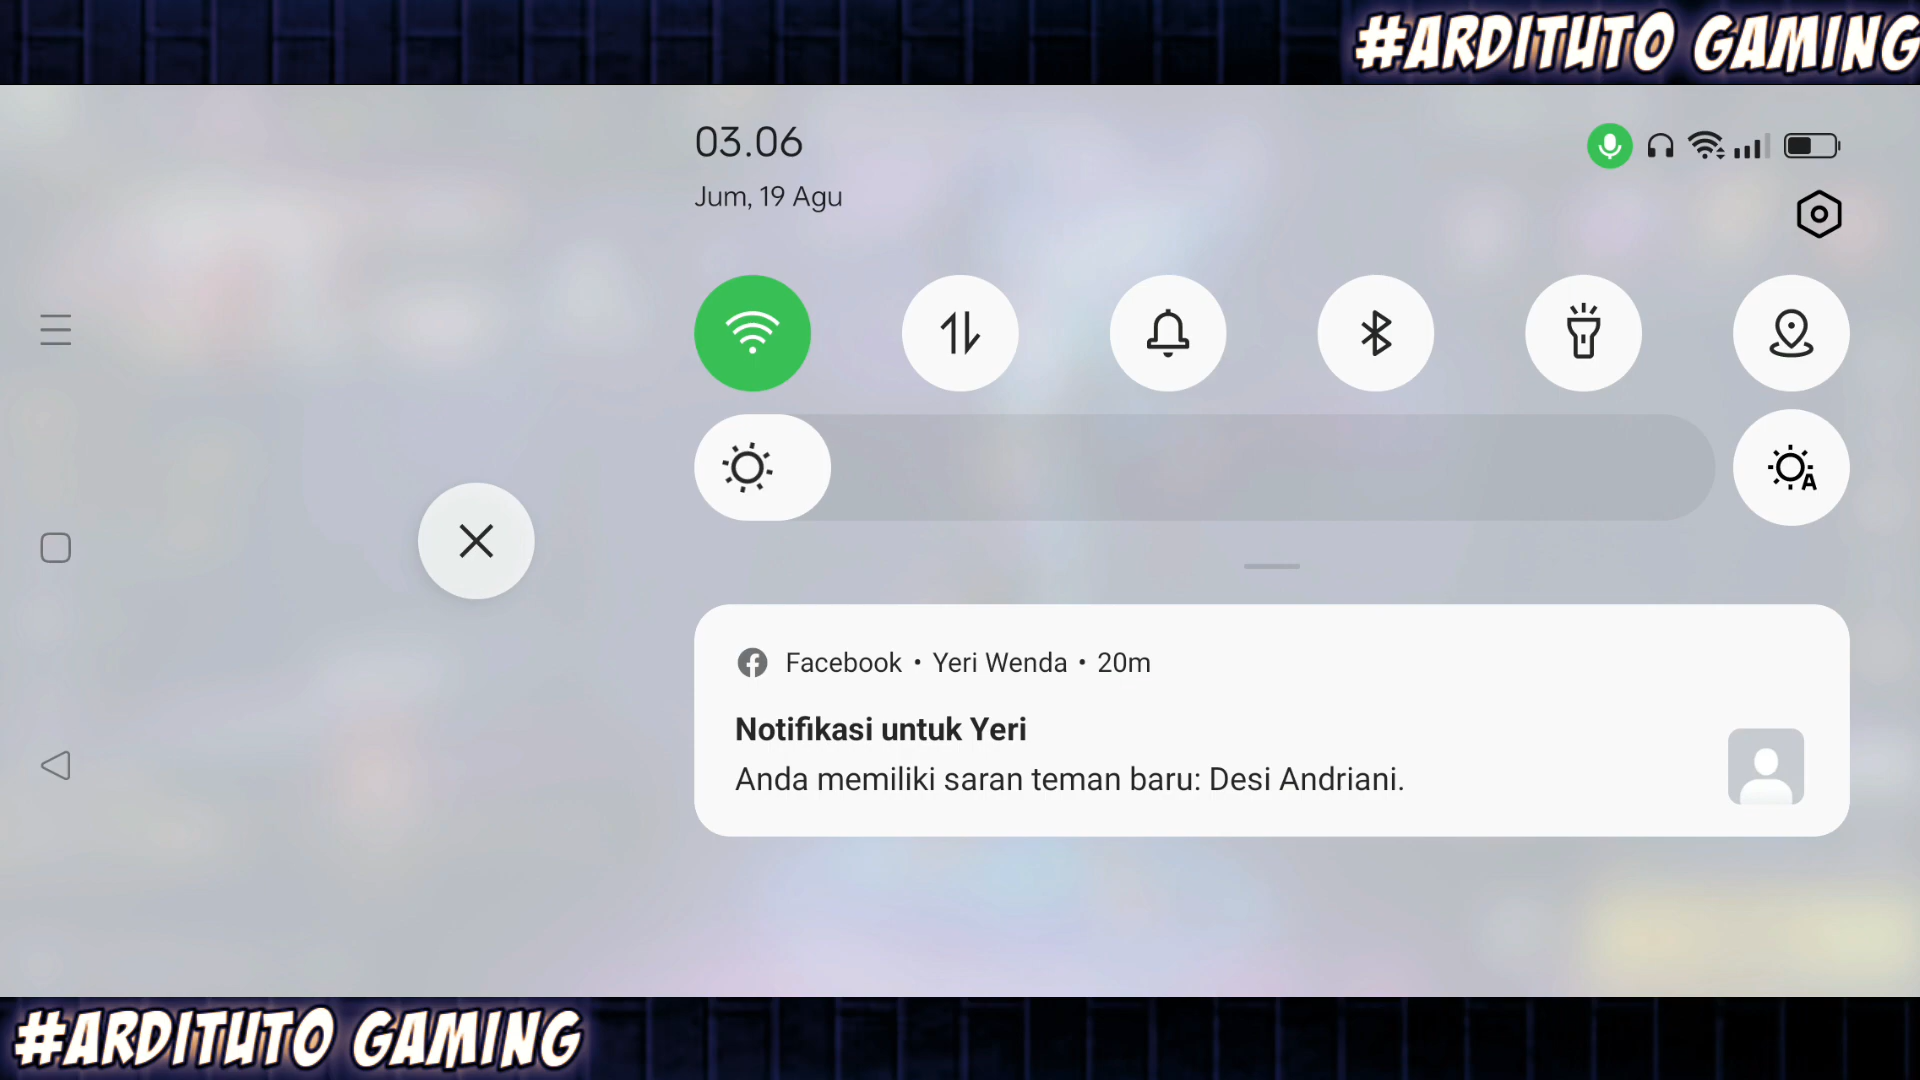 #ARDITUTO GAMING
03.06
Jum, 19 Agu
A
Facebook • Yeri Wenda • 20m
Notifikasi untuk Yeri
Anda memiliki saran teman baru: Desi Andriani.
#ARDITUTO GAMING